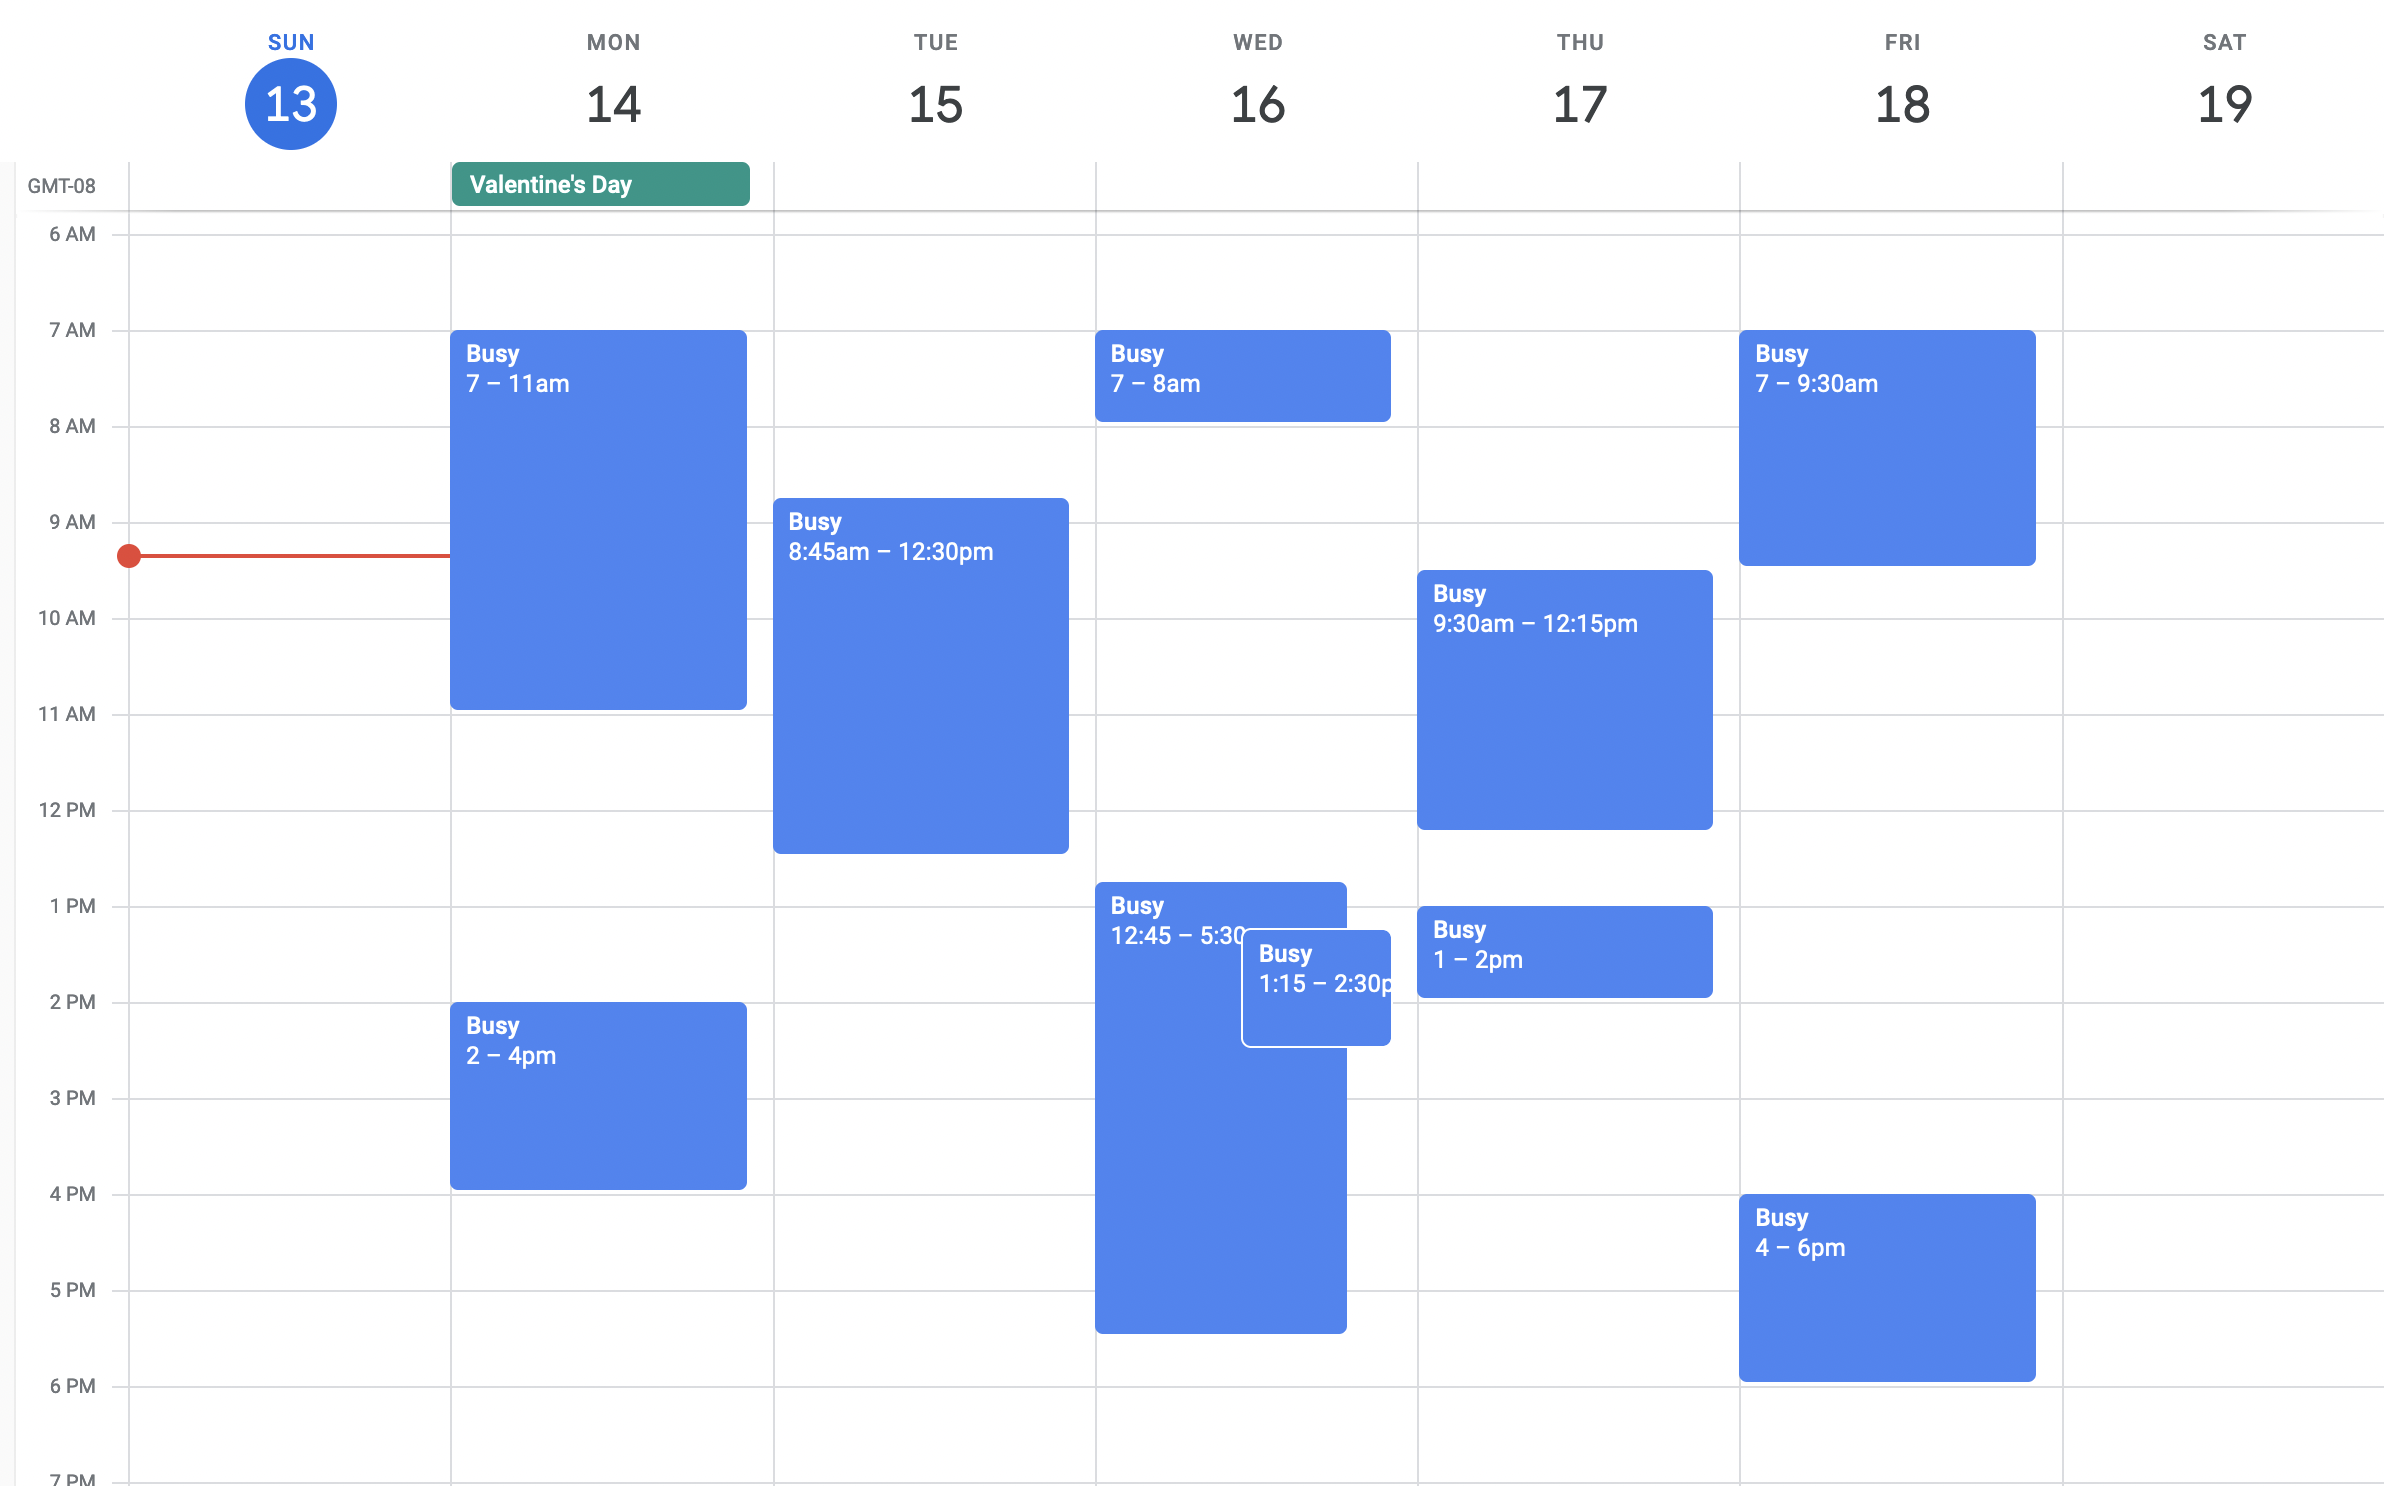 SUN MON TUE WED THU FRI SAT
13 14 15 16 17 18 19
GMT-08
Valentine's Day
6 AM
7 AM
Busy
7 – 11am
Busy
7 – 8am
Busy
7 – 9:30am
8 AM
9 AM
Busy
8:45am – 12:30pm
Busy
9:30am – 12:15pm
10 AM
11 AM
12 PM
1 PM
Busy
12:45 – 5:30
Busy
1:15 – 2:30p
Busy
1 – 2pm
2 PM
Busy
2 – 4pm
3 PM
4 PM
Busy
4 – 6pm
5 PM
6 PM
7 PM